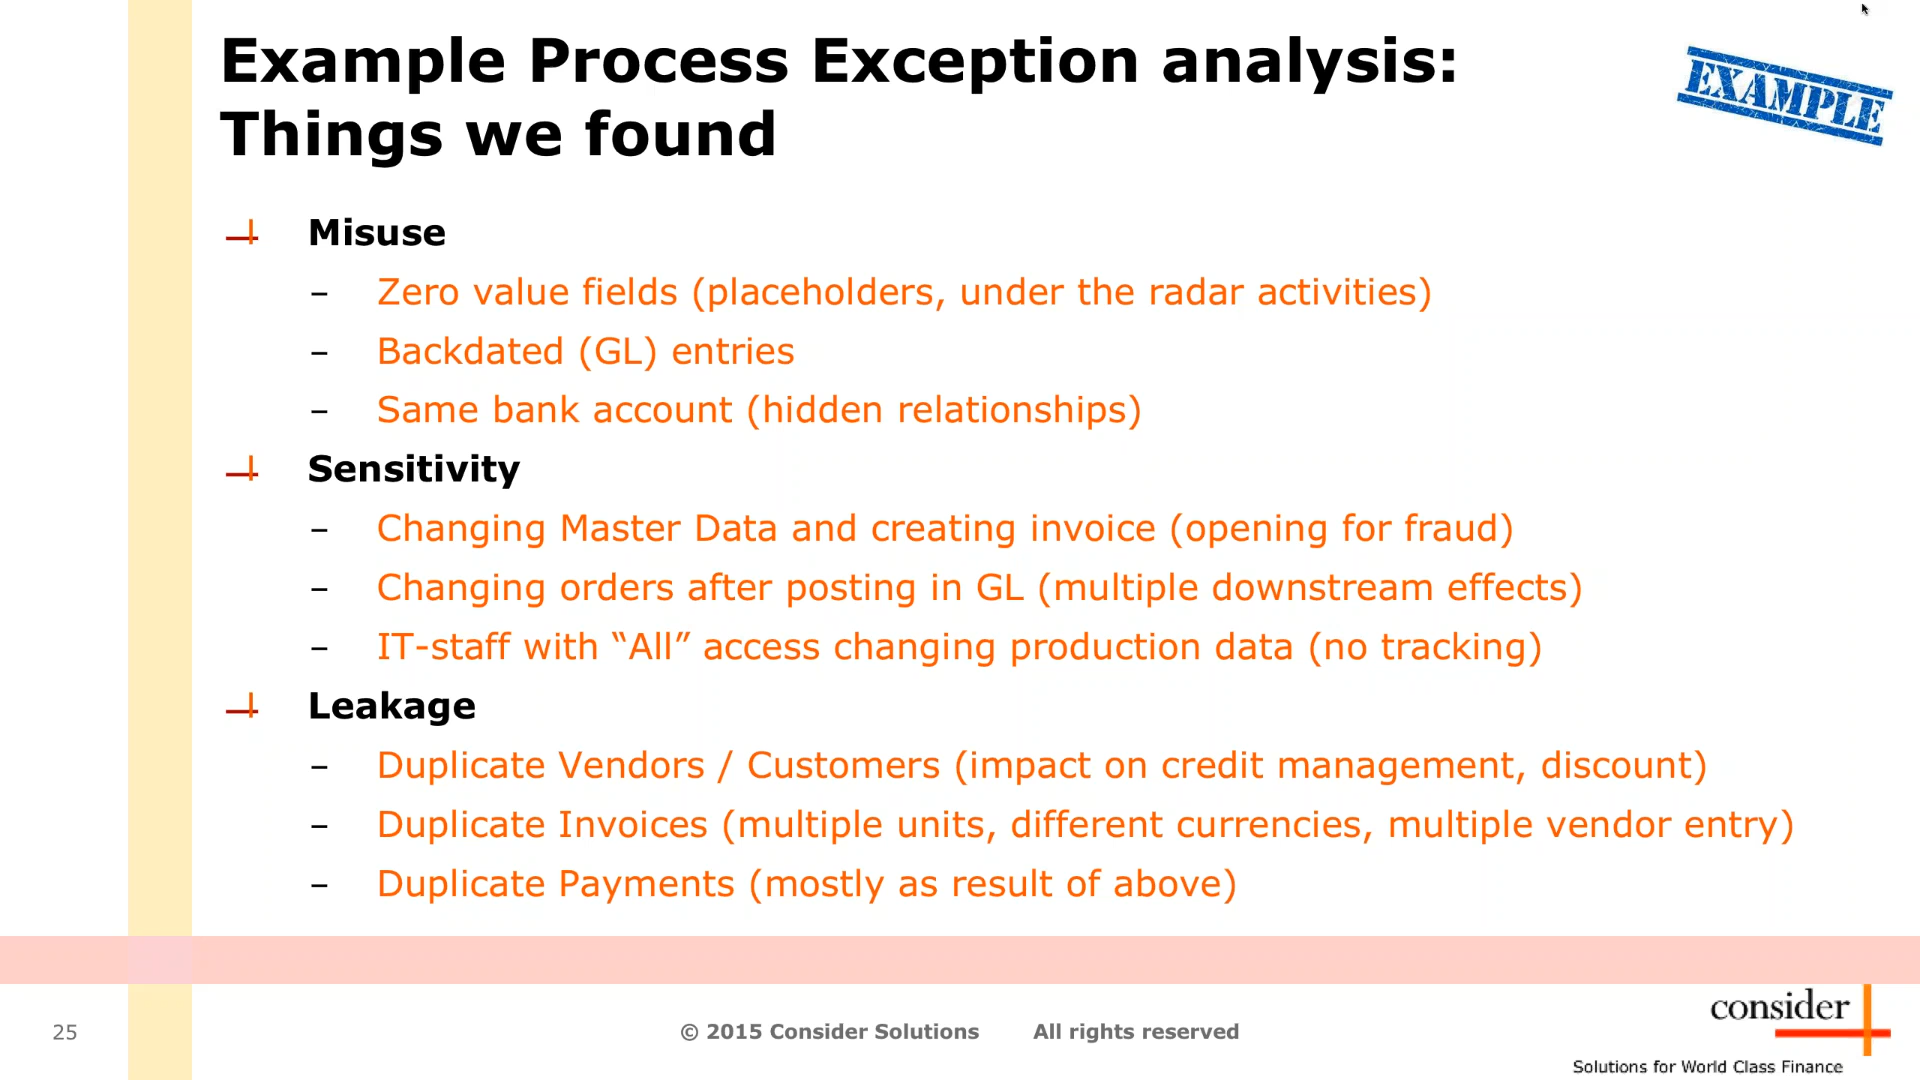 Example Process Exception analysis:
Things we found
EXAMPLE
Misuse
– Zero value fields (placeholders, under the radar activities)
– Backdated (GL) entries
– Same bank account (hidden relationships)
Sensitivity
– Changing Master Data and creating invoice (opening for fraud)
– Changing orders after posting in GL (multiple downstream effects)
– IT-staff with “All” access changing production data (no tracking)
Leakage
– Duplicate Vendors / Customers (impact on credit management, discount)
– Duplicate Invoices (multiple units, different currencies, multiple vendor entry)
– Duplicate Payments (mostly as result of above)
25
© 2015 Consider Solutions All rights reserved
consider
Solutions for World Class Finance